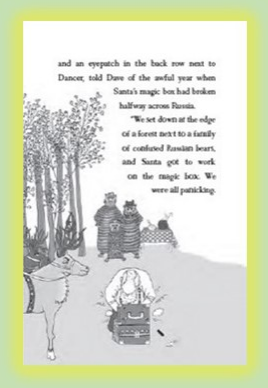 and an eyepatch in the back row next to
Dancer, told Dave of the awful year when
Santa's magic box had broken
halfway across Russia.
"We set down at the edge
of a forest next to a family
of confused Russian bears,
and Santa got to work
on the magic box. We
were all panicking.